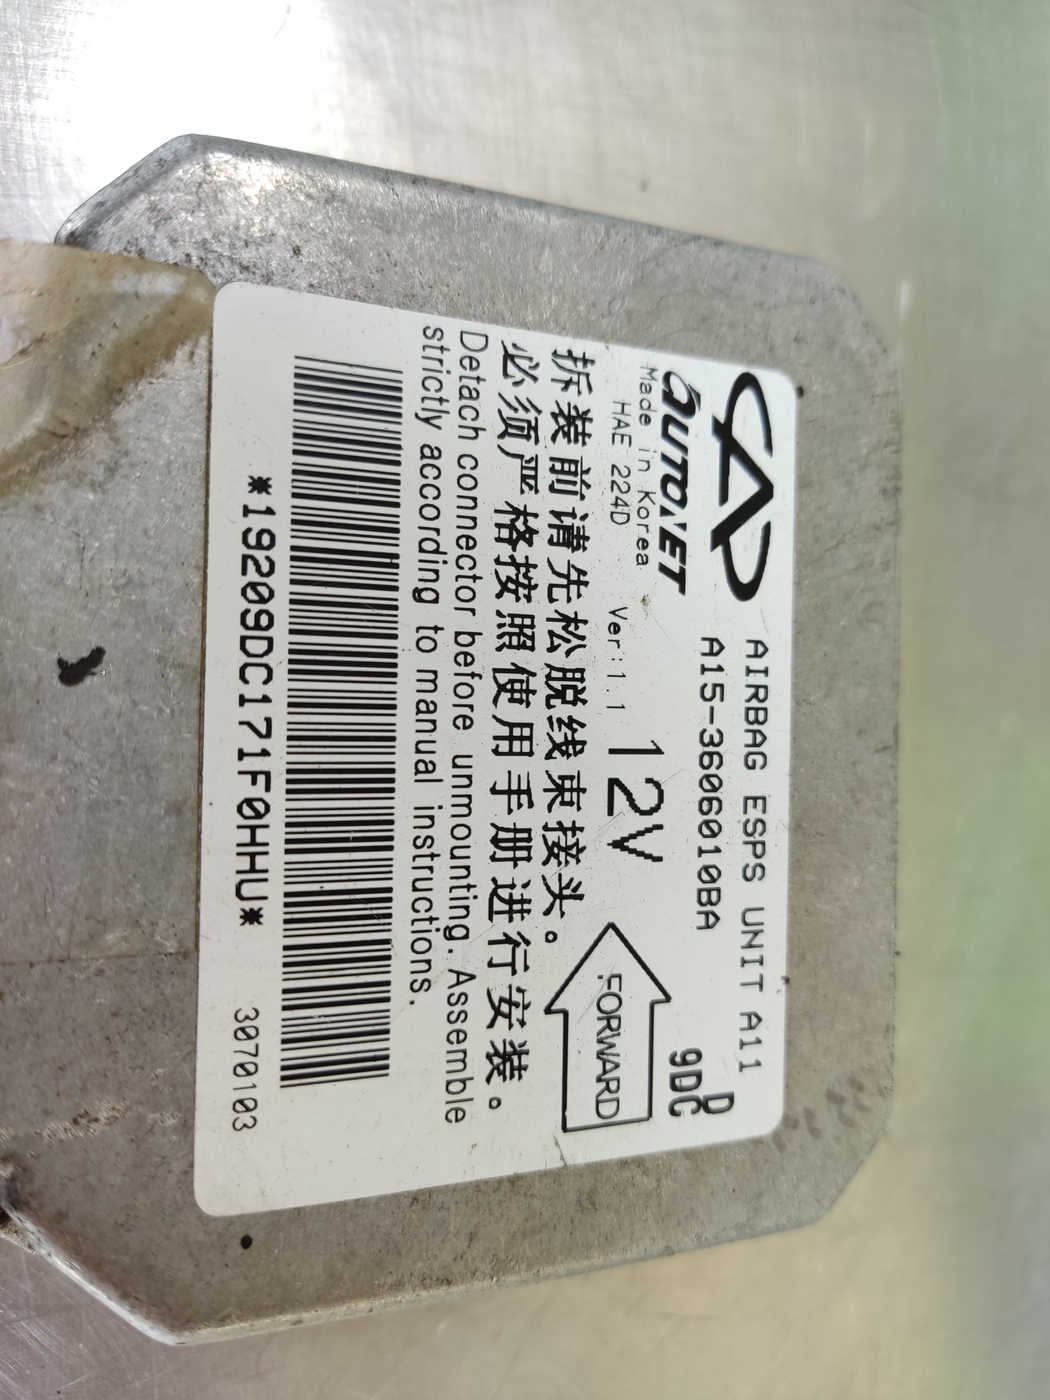 AIRBAG ESPS UNIT A11
A15-3606010BA
D
9DC
AUTONET
Made in Korea
HAE 224D
Ver:1.1
12V
FORWARD
拆装前请先松脱线束接头。
必须严格按照使用手册进行安装。
Detach connector before unmounting. Assemble
strictly according to manual instructions.
*19209DC171F0HHU*
3070103